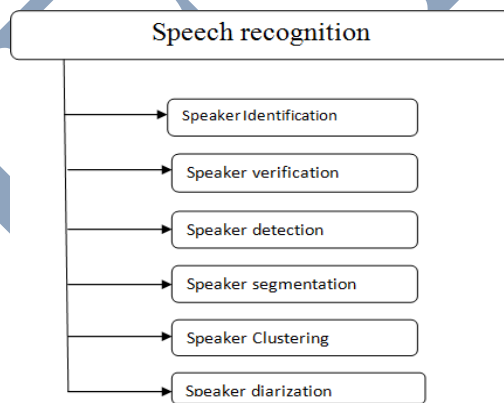 Speech recognition
Speaker Identification
Speaker verification
Speaker detection
Speaker segmentation
Speaker Clustering
Speaker diarization